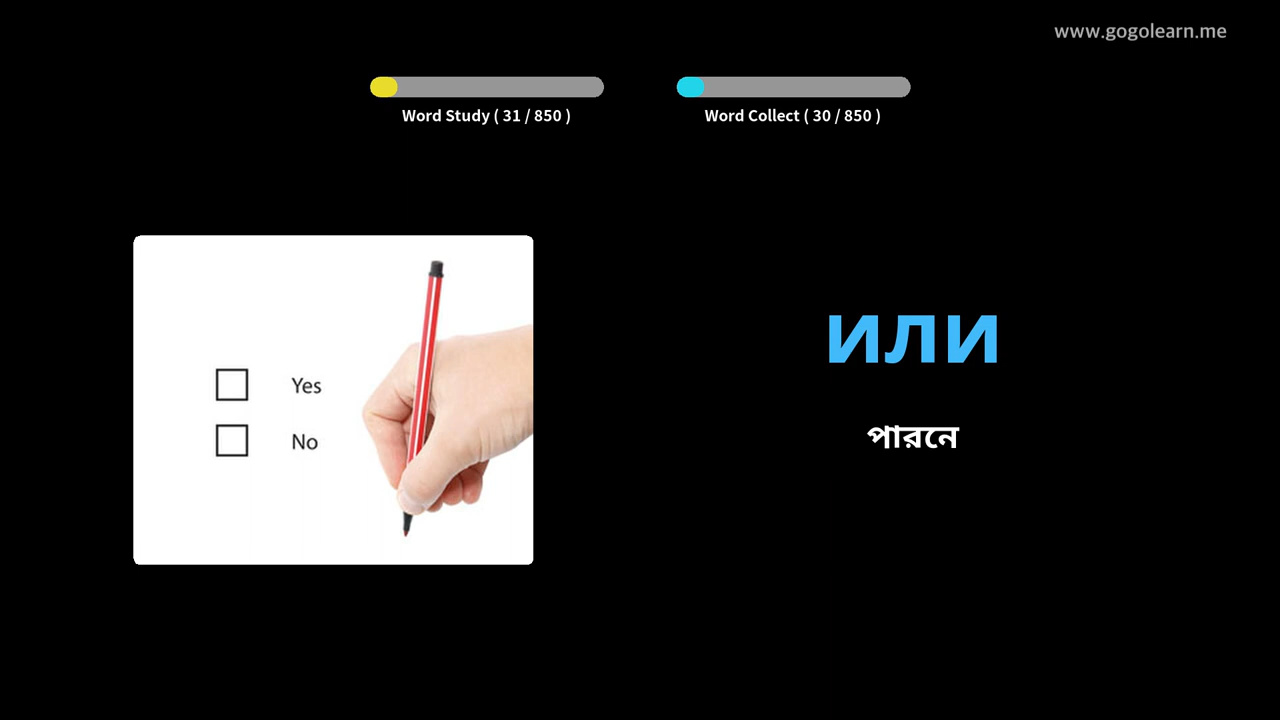 www.gogolearn.me
Word Study ( 31 / 850 )
Word Collect ( 30 / 850 )
Yes
No
или
পারনে